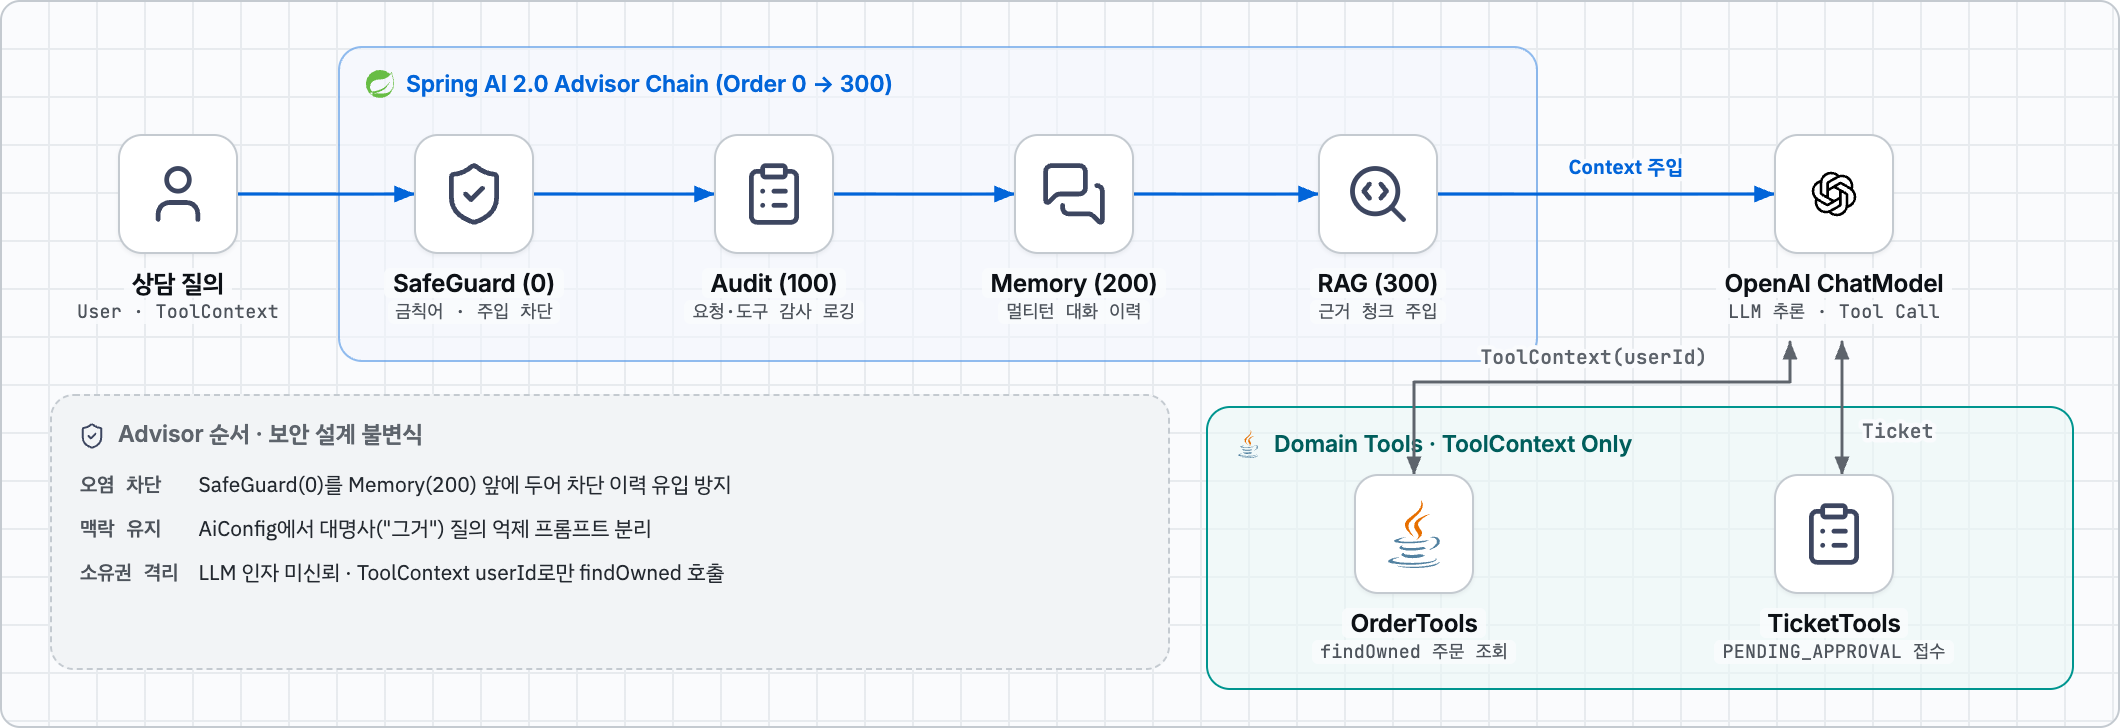 Spring AI 2.0 Advisor Chain (Order 0 → 300)
Context 주입
상담 질의
User · ToolContext
SafeGuard (0)
금칙어 · 주입 차단
Audit (100)
요청·도구 감사 로깅
Memory (200)
멀티턴 대화 이력
RAG (300)
근거 청크 주입
OpenAI ChatModel
LLM 추론 · Tool Call
ToolContext(userId)
Ticket
Advisor 순서 · 보안 설계 불변식
오염 차단 SafeGuard(0)를 Memory(200) 앞에 두어 차단 이력 유입 방지
맥락 유지 AiConfig에서 대명사("그거") 질의 억제 프롬프트 분리
소유권 격리 LLM 인자 미신뢰 · ToolContext userId로만 findOwned 호출
Domain Tools · ToolContext Only
OrderTools
findOwned 주문 조회
TicketTools
PENDING_APPROVAL 접수